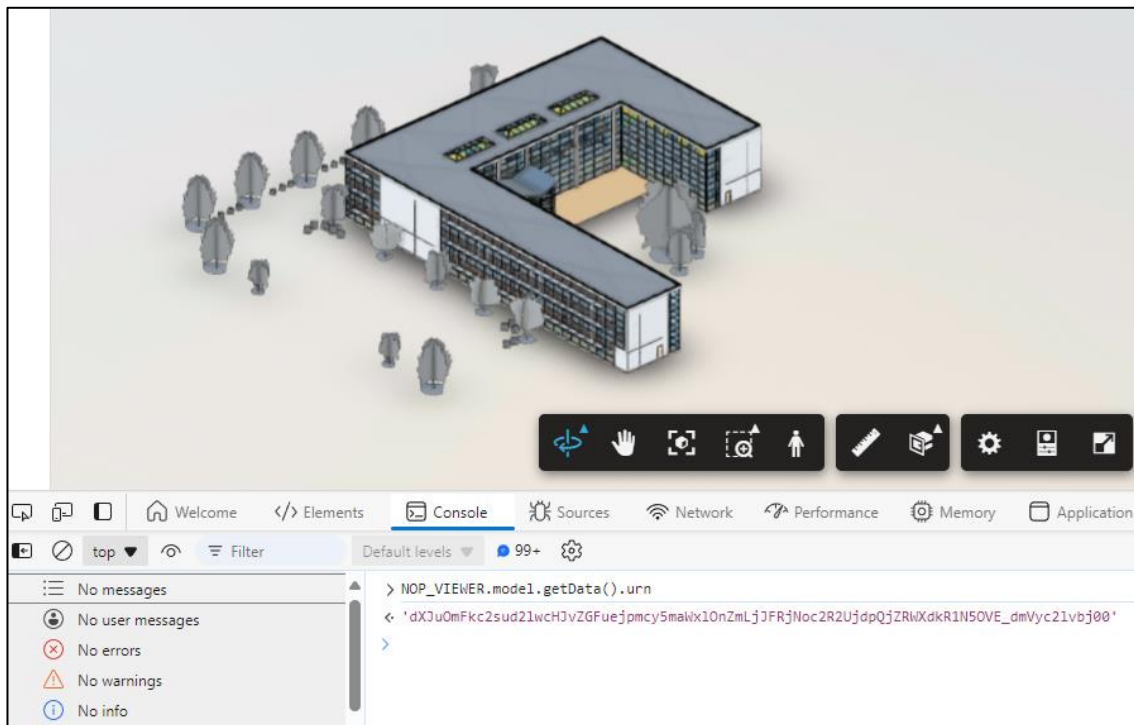 Welcome
</> Elements
Console
Sources
Network
Performance
Memory
Application
top ▼
Filter
Default levels ▼
99+
No messages
No user messages
No errors
No warnings
No info
> NOP_VIEWER.model.getData().urn
'dXJuOmFkc2sud2lwcHJvZGFuejpmcy5maWxlOnZmLjJFRjNoc2R2UjdpQjZRWXdkR1N5OVE_dmVyc2lvbj00'
>